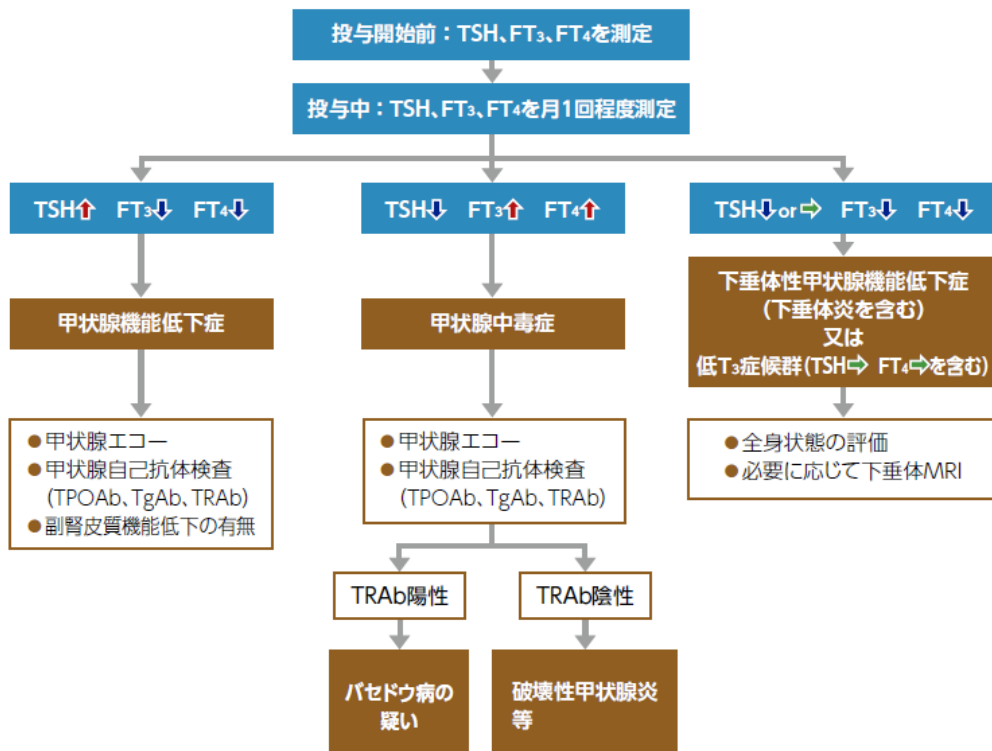 投与開始前：TSH、FT₃、FT₄を測定
投与中：TSH、FT₃、FT₄を月1回程度測定
TSH⬆ FT₃⬇ FT₄⬇
甲状腺機能低下症
●甲状腺エコー
●甲状腺自己抗体検査
(TPOAb、TgAb、TRAb)
●副腎皮質機能低下の有無
TSH⬇ FT₃⬆ FT₄⬆
甲状腺中毒症
●甲状腺エコー
●甲状腺自己抗体検査
(TPOAb、TgAb、TRAb)
TRAb陽性
バセドウ病の
疑い
TRAb陰性
破壊性甲状腺炎
等
TSH⬇or➡ FT₃⬇ FT₄⬇
下垂体性甲状腺機能低下症
(下垂体炎を含む)
又は
低T₃症候群(TSH➡ FT₄➡を含む)
●全身状態の評価
●必要に応じて下垂体MRI